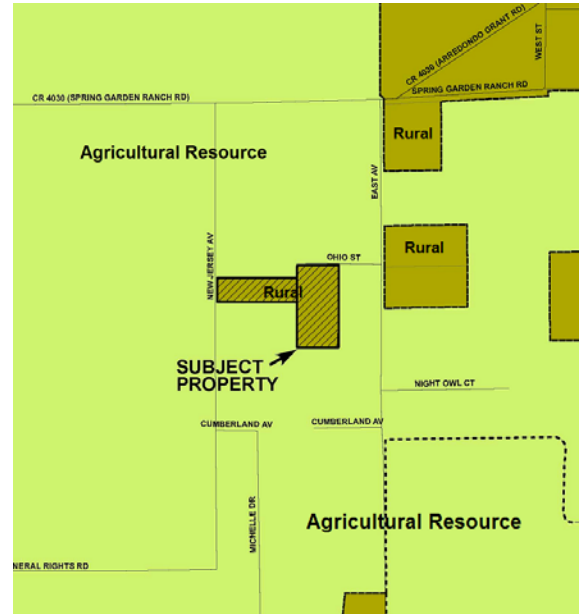 CR 4030 (ARREDONDO GRANT RD)
WEST ST
CR 4030 (SPRING GARDEN RANCH RD)
SPRING GARDEN RANCH RD
Rural
Agricultural Resource
EAST AV
NEW JERSEY AV
OHIO ST
Rural
Rural
SUBJECT
PROPERTY
NIGHT OWL CT
CUMBERLAND AV
CUMBERLAND AV
MICHELLE DR
Agricultural Resource
NERAL RIGHTS RD